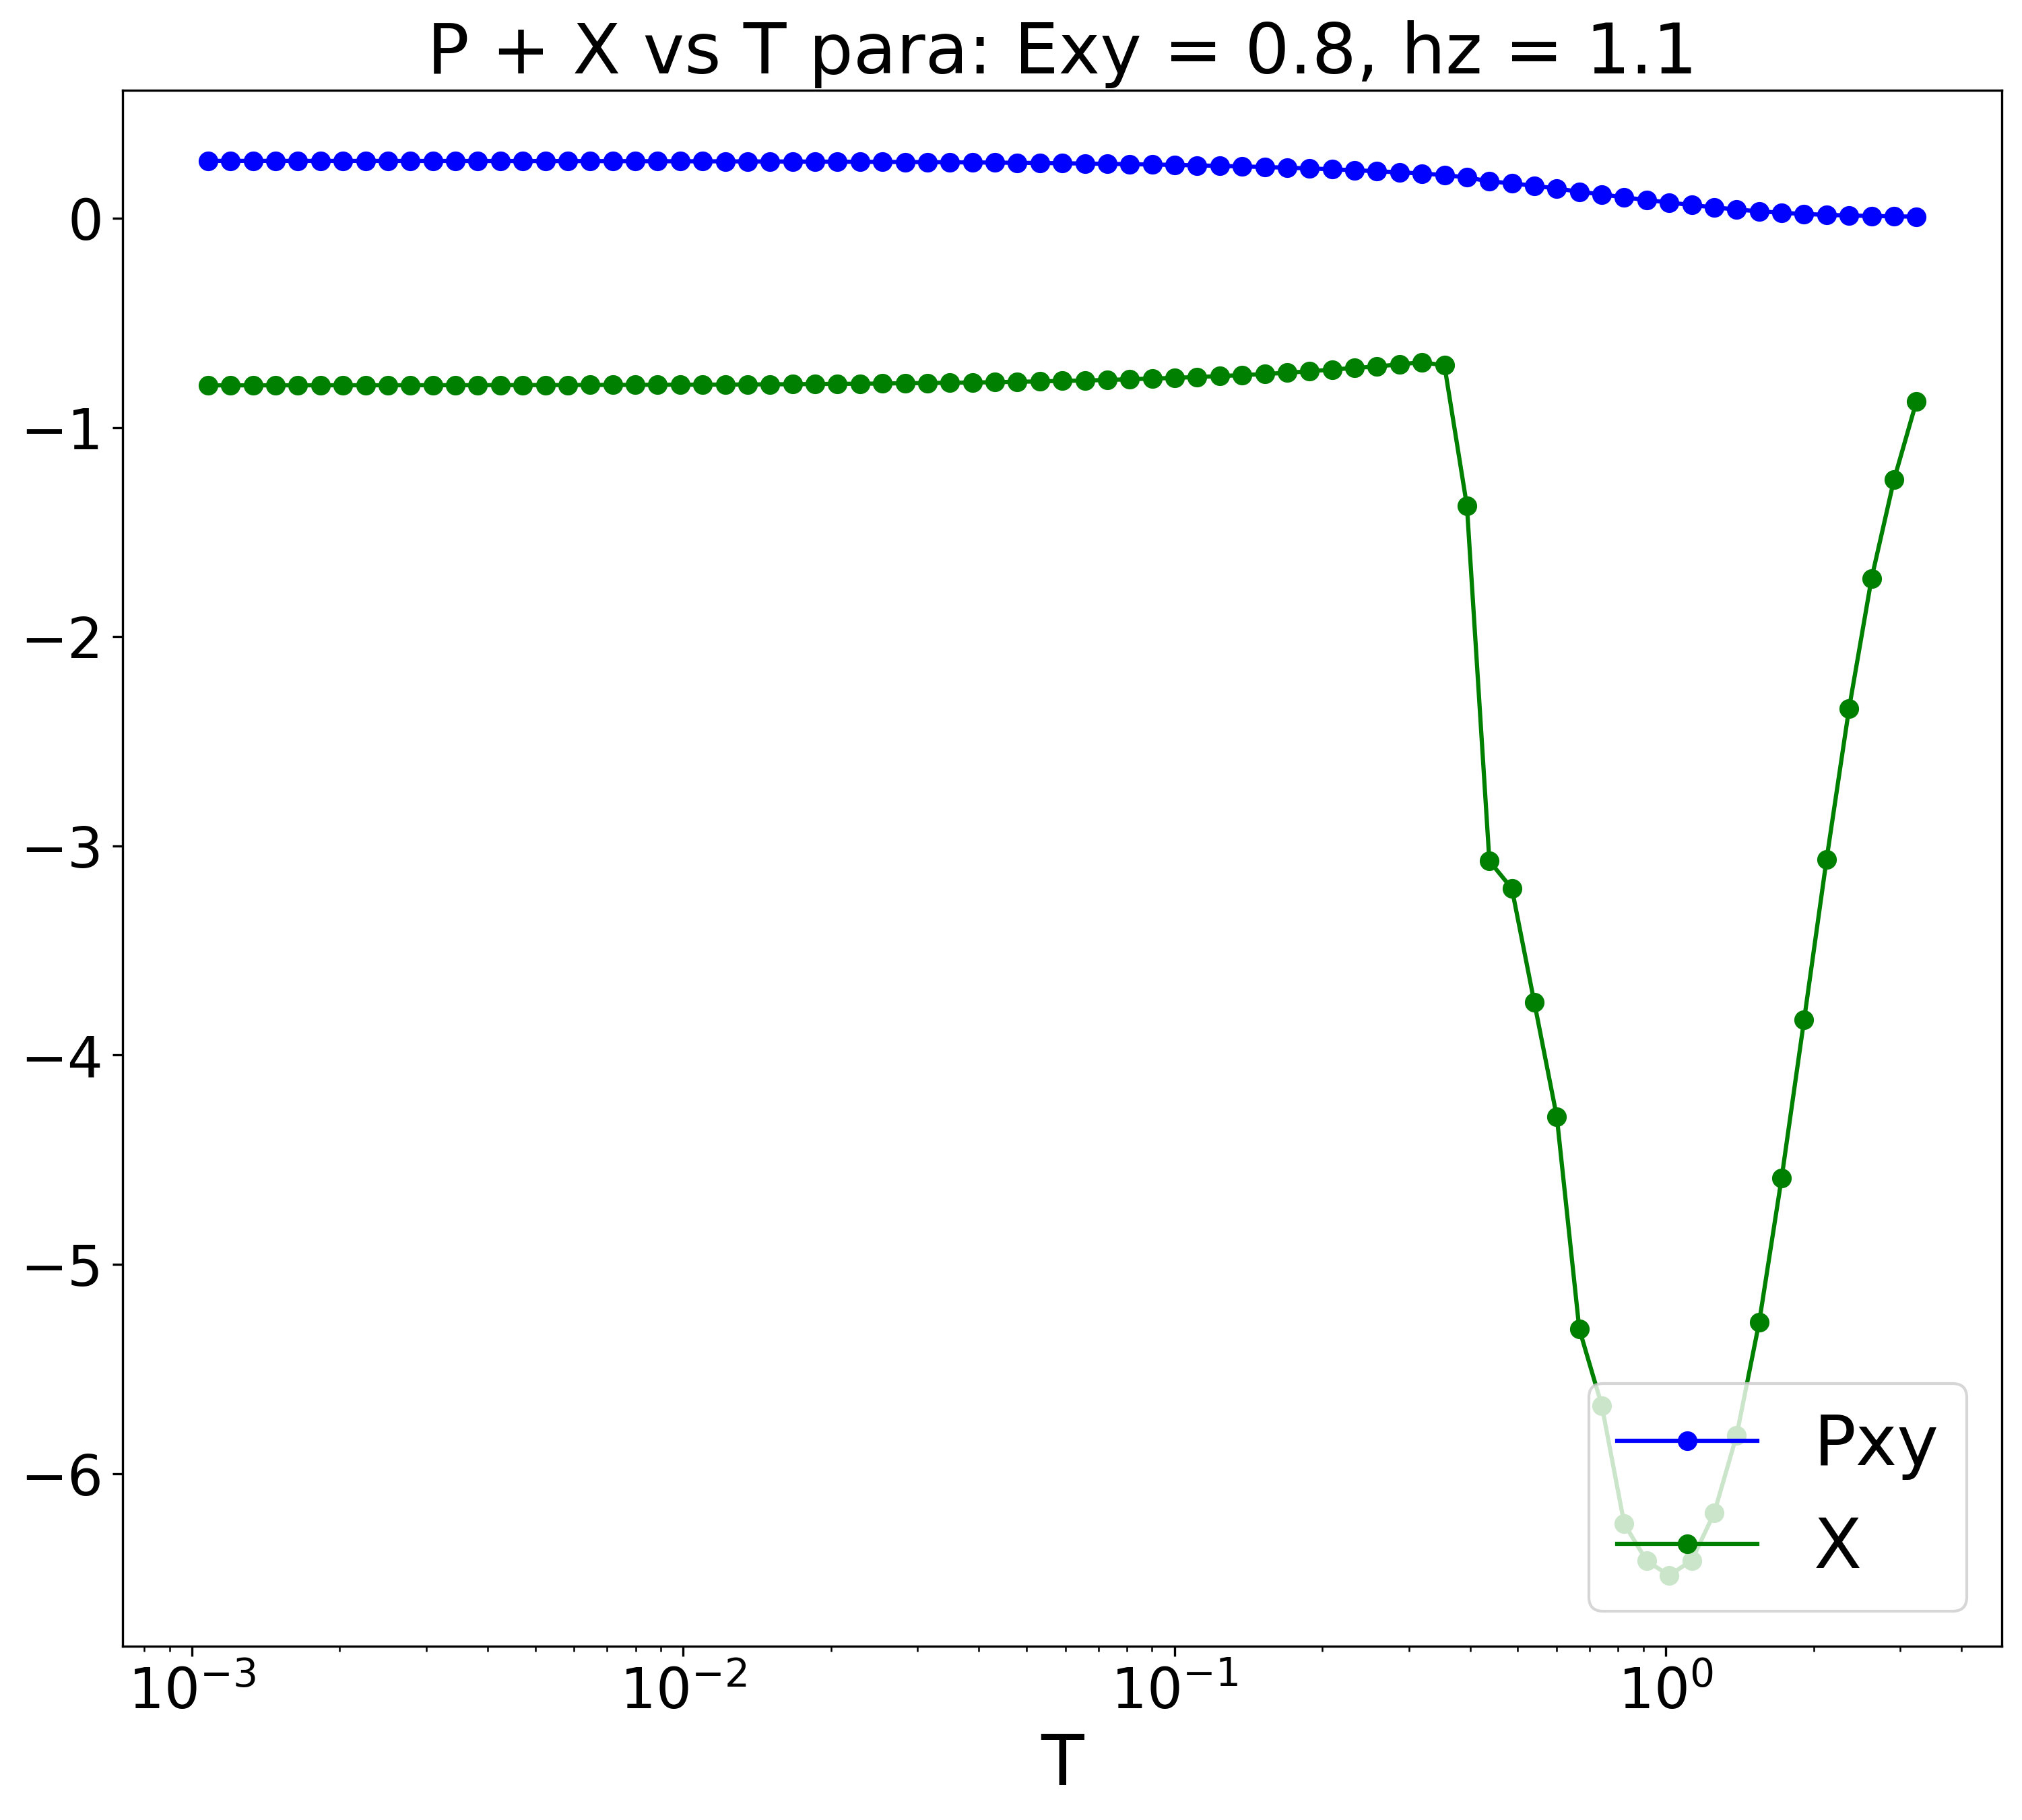 P + X vs T para: Exy = 0.8, hz = 1.1
0
−1
−2
−3
−4
−5
−6
Pxy
X
10⁻³ 10⁻² 10⁻¹ 10⁰
T